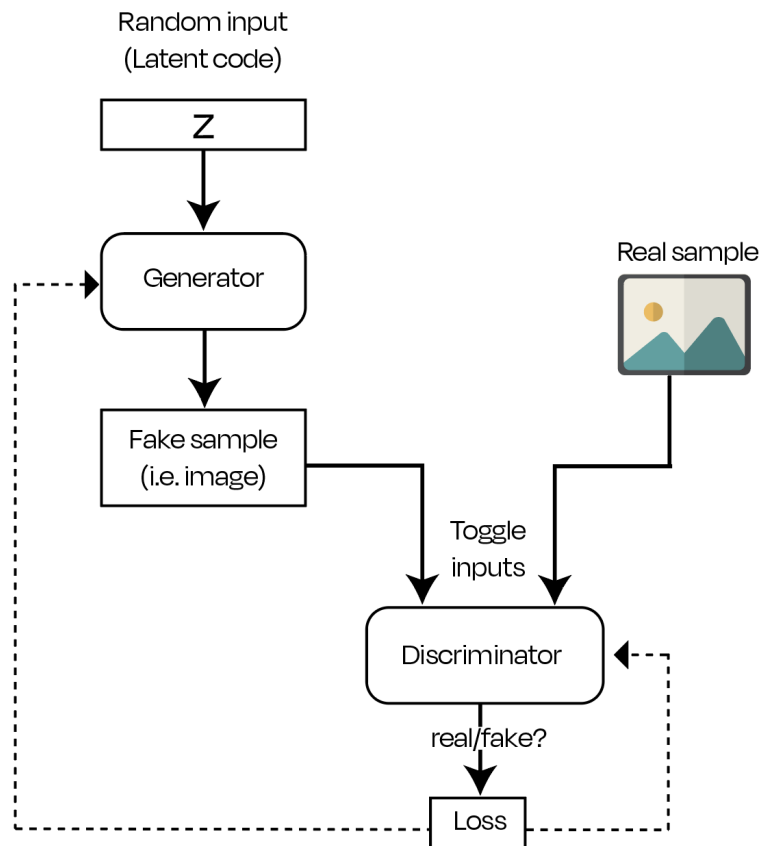 Random input
(Latent code)
Z
Generator
Real sample
Fake sample
(i.e. image)
Toggle
inputs
Discriminator
real/fake?
Loss